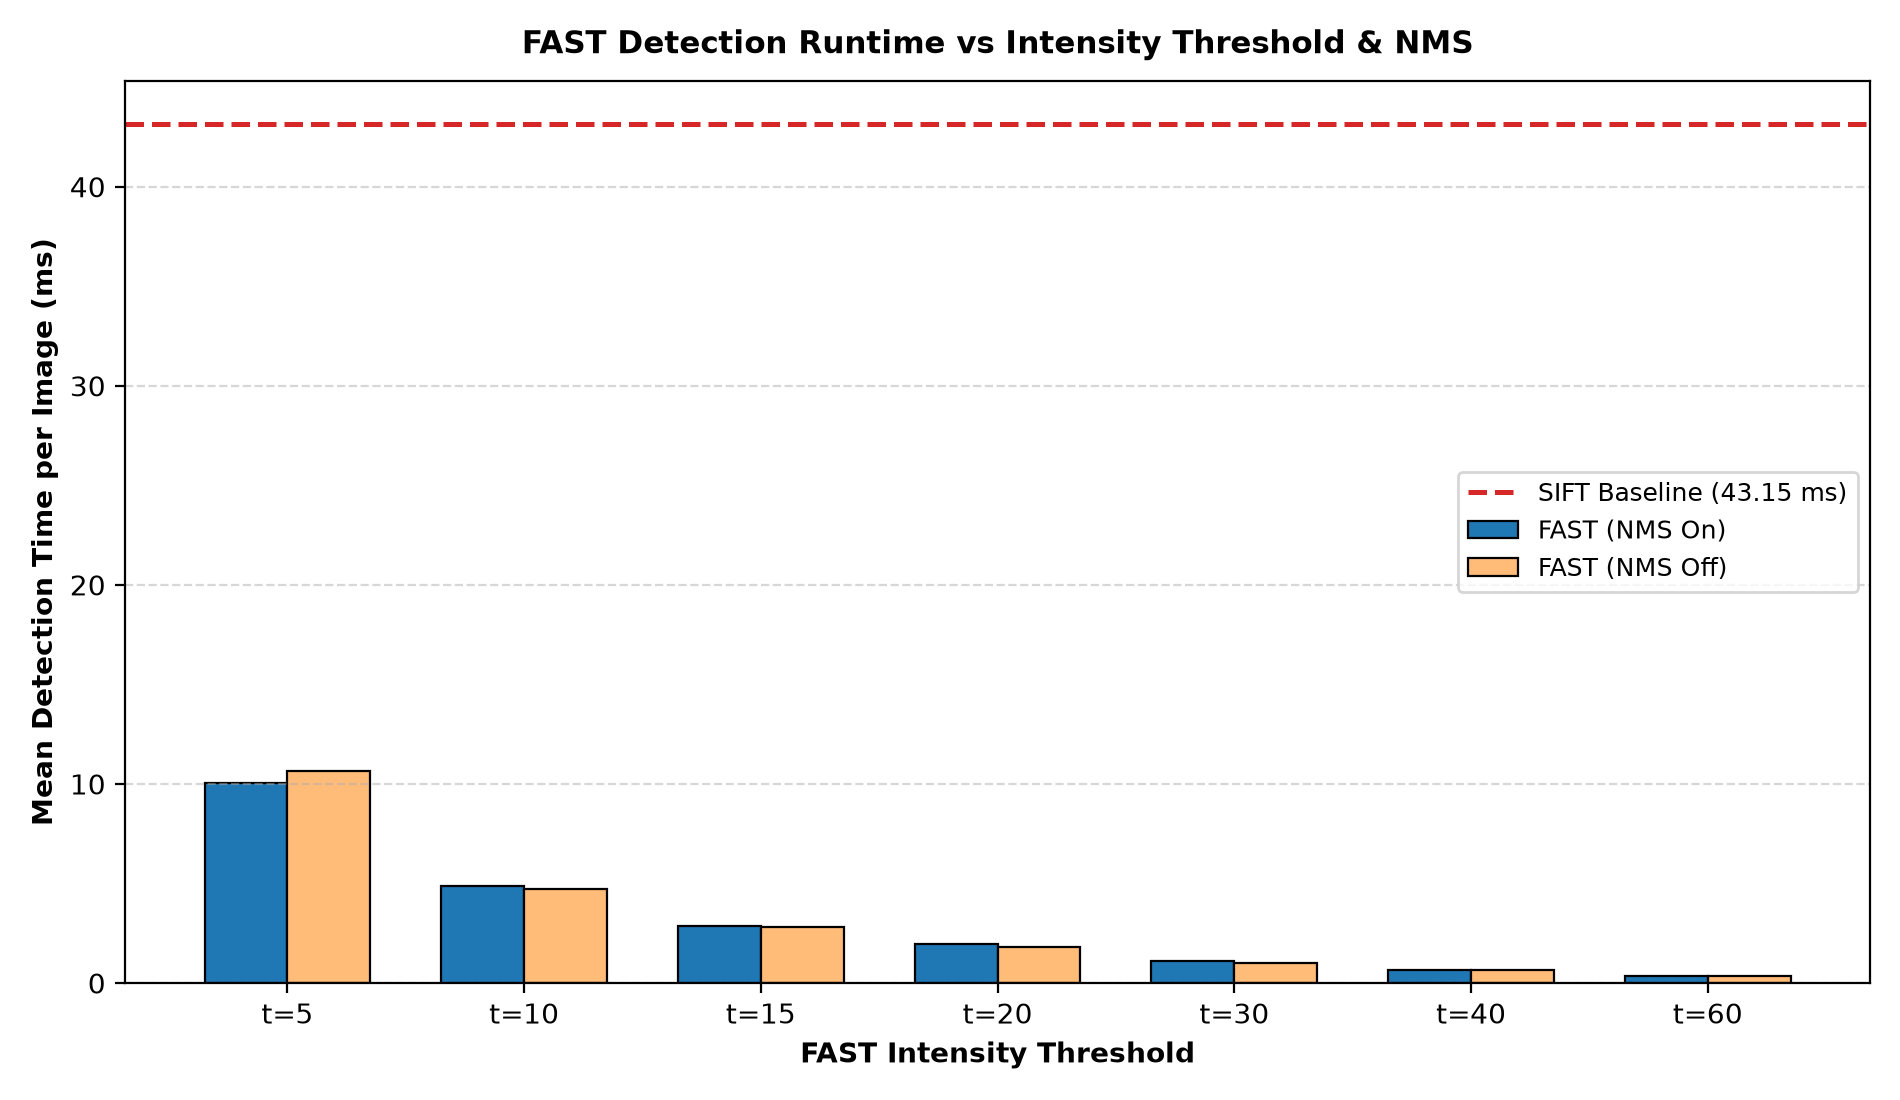 FAST Detection Runtime vs Intensity Threshold & NMS
Mean Detection Time per Image (ms)
40
30
20
10
0
SIFT Baseline (43.15 ms)
FAST (NMS On)
FAST (NMS Off)
t=5 t=10 t=15 t=20 t=30 t=40 t=60
FAST Intensity Threshold